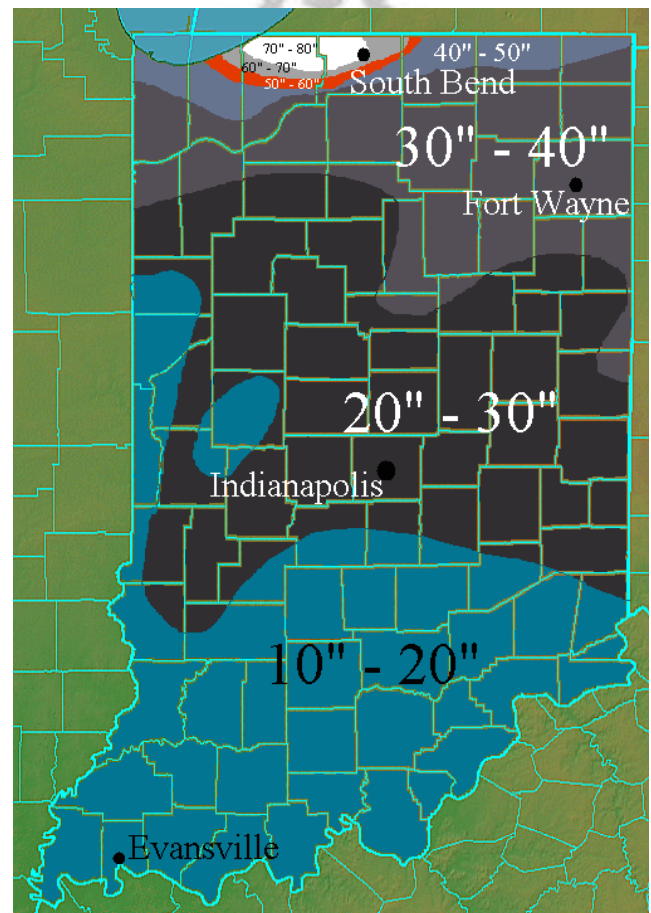 70" - 80"
40" - 50"
60" - 70"
50" - 60"
South Bend
30" - 40"
Fort Wayne
20" - 30"
Indianapolis
10" - 20"
Evansville